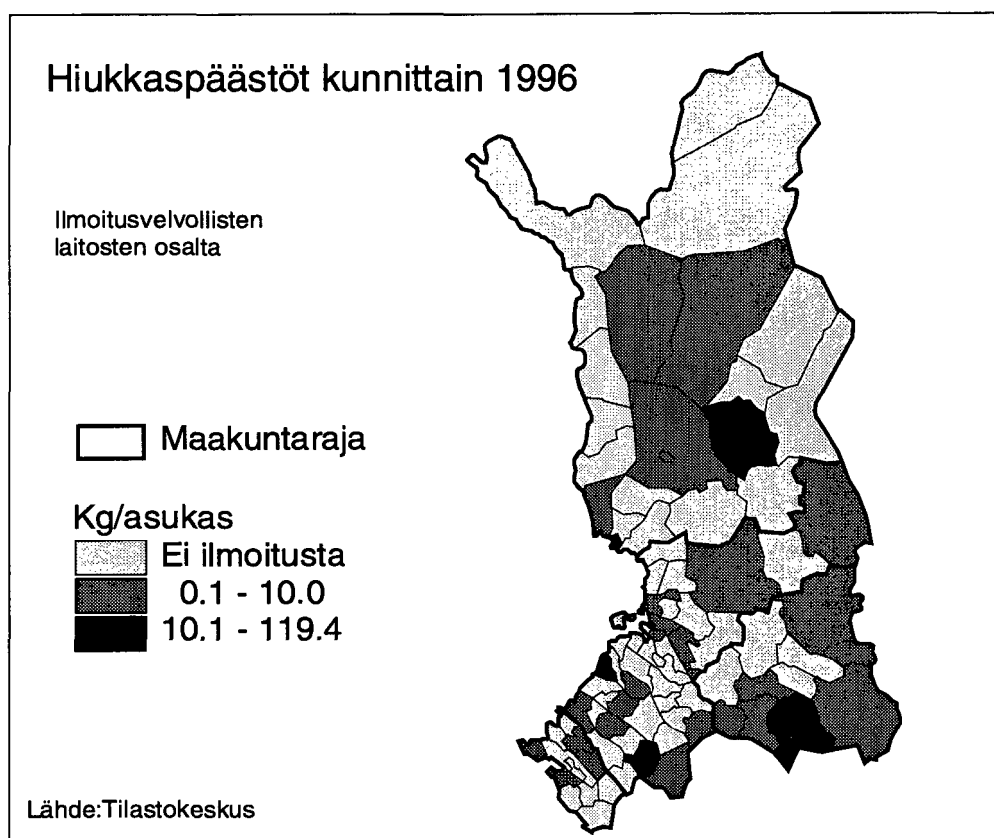 Hiukkaspäästöt kunnittain 1996
Ilmoitusvelvollisten
laitosten osalta
Maakuntaraja
Kg/asukas
Ei ilmoitusta
0.1 - 10.0
10.1 - 119.4
Lähde:Tilastokeskus